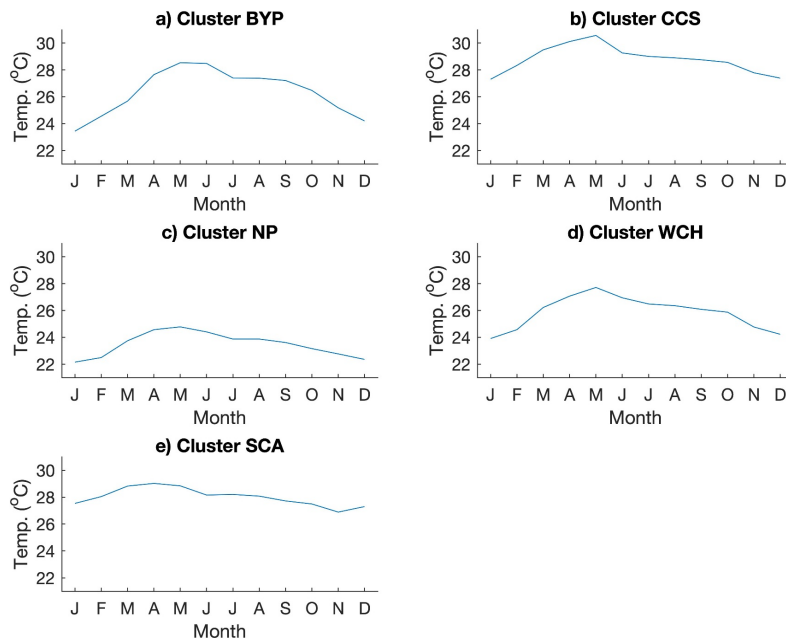 a) Cluster BYP
Temp. (°C)
30
28
26
24
22
J F M A M J J A S O N D
Month
b) Cluster CCS
Temp. (°C)
30
28
26
24
22
J F M A M J J A S O N D
Month
c) Cluster NP
Temp. (°C)
30
28
26
24
22
J F M A M J J A S O N D
Month
d) Cluster WCH
Temp. (°C)
30
28
26
24
22
J F M A M J J A S O N D
Month
e) Cluster SCA
Temp. (°C)
30
28
26
24
22
J F M A M J J A S O N D
Month